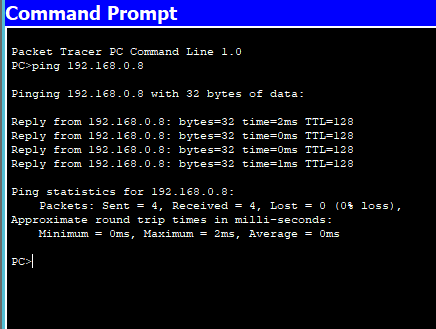 Command Prompt
Packet Tracer PC Command Line 1.0
PC>ping 192.168.0.8
Pinging 192.168.0.8 with 32 bytes of data:
Reply from 192.168.0.8: bytes=32 time=2ms TTL=128
Reply from 192.168.0.8: bytes=32 time=0ms TTL=128
Reply from 192.168.0.8: bytes=32 time=0ms TTL=128
Reply from 192.168.0.8: bytes=32 time=1ms TTL=128
Ping statistics for 192.168.0.8:
Packets: Sent = 4, Received = 4, Lost = 0 (0% loss),
Approximate round trip times in milli-seconds:
Minimum = 0ms, Maximum = 2ms, Average = 0ms
PC>